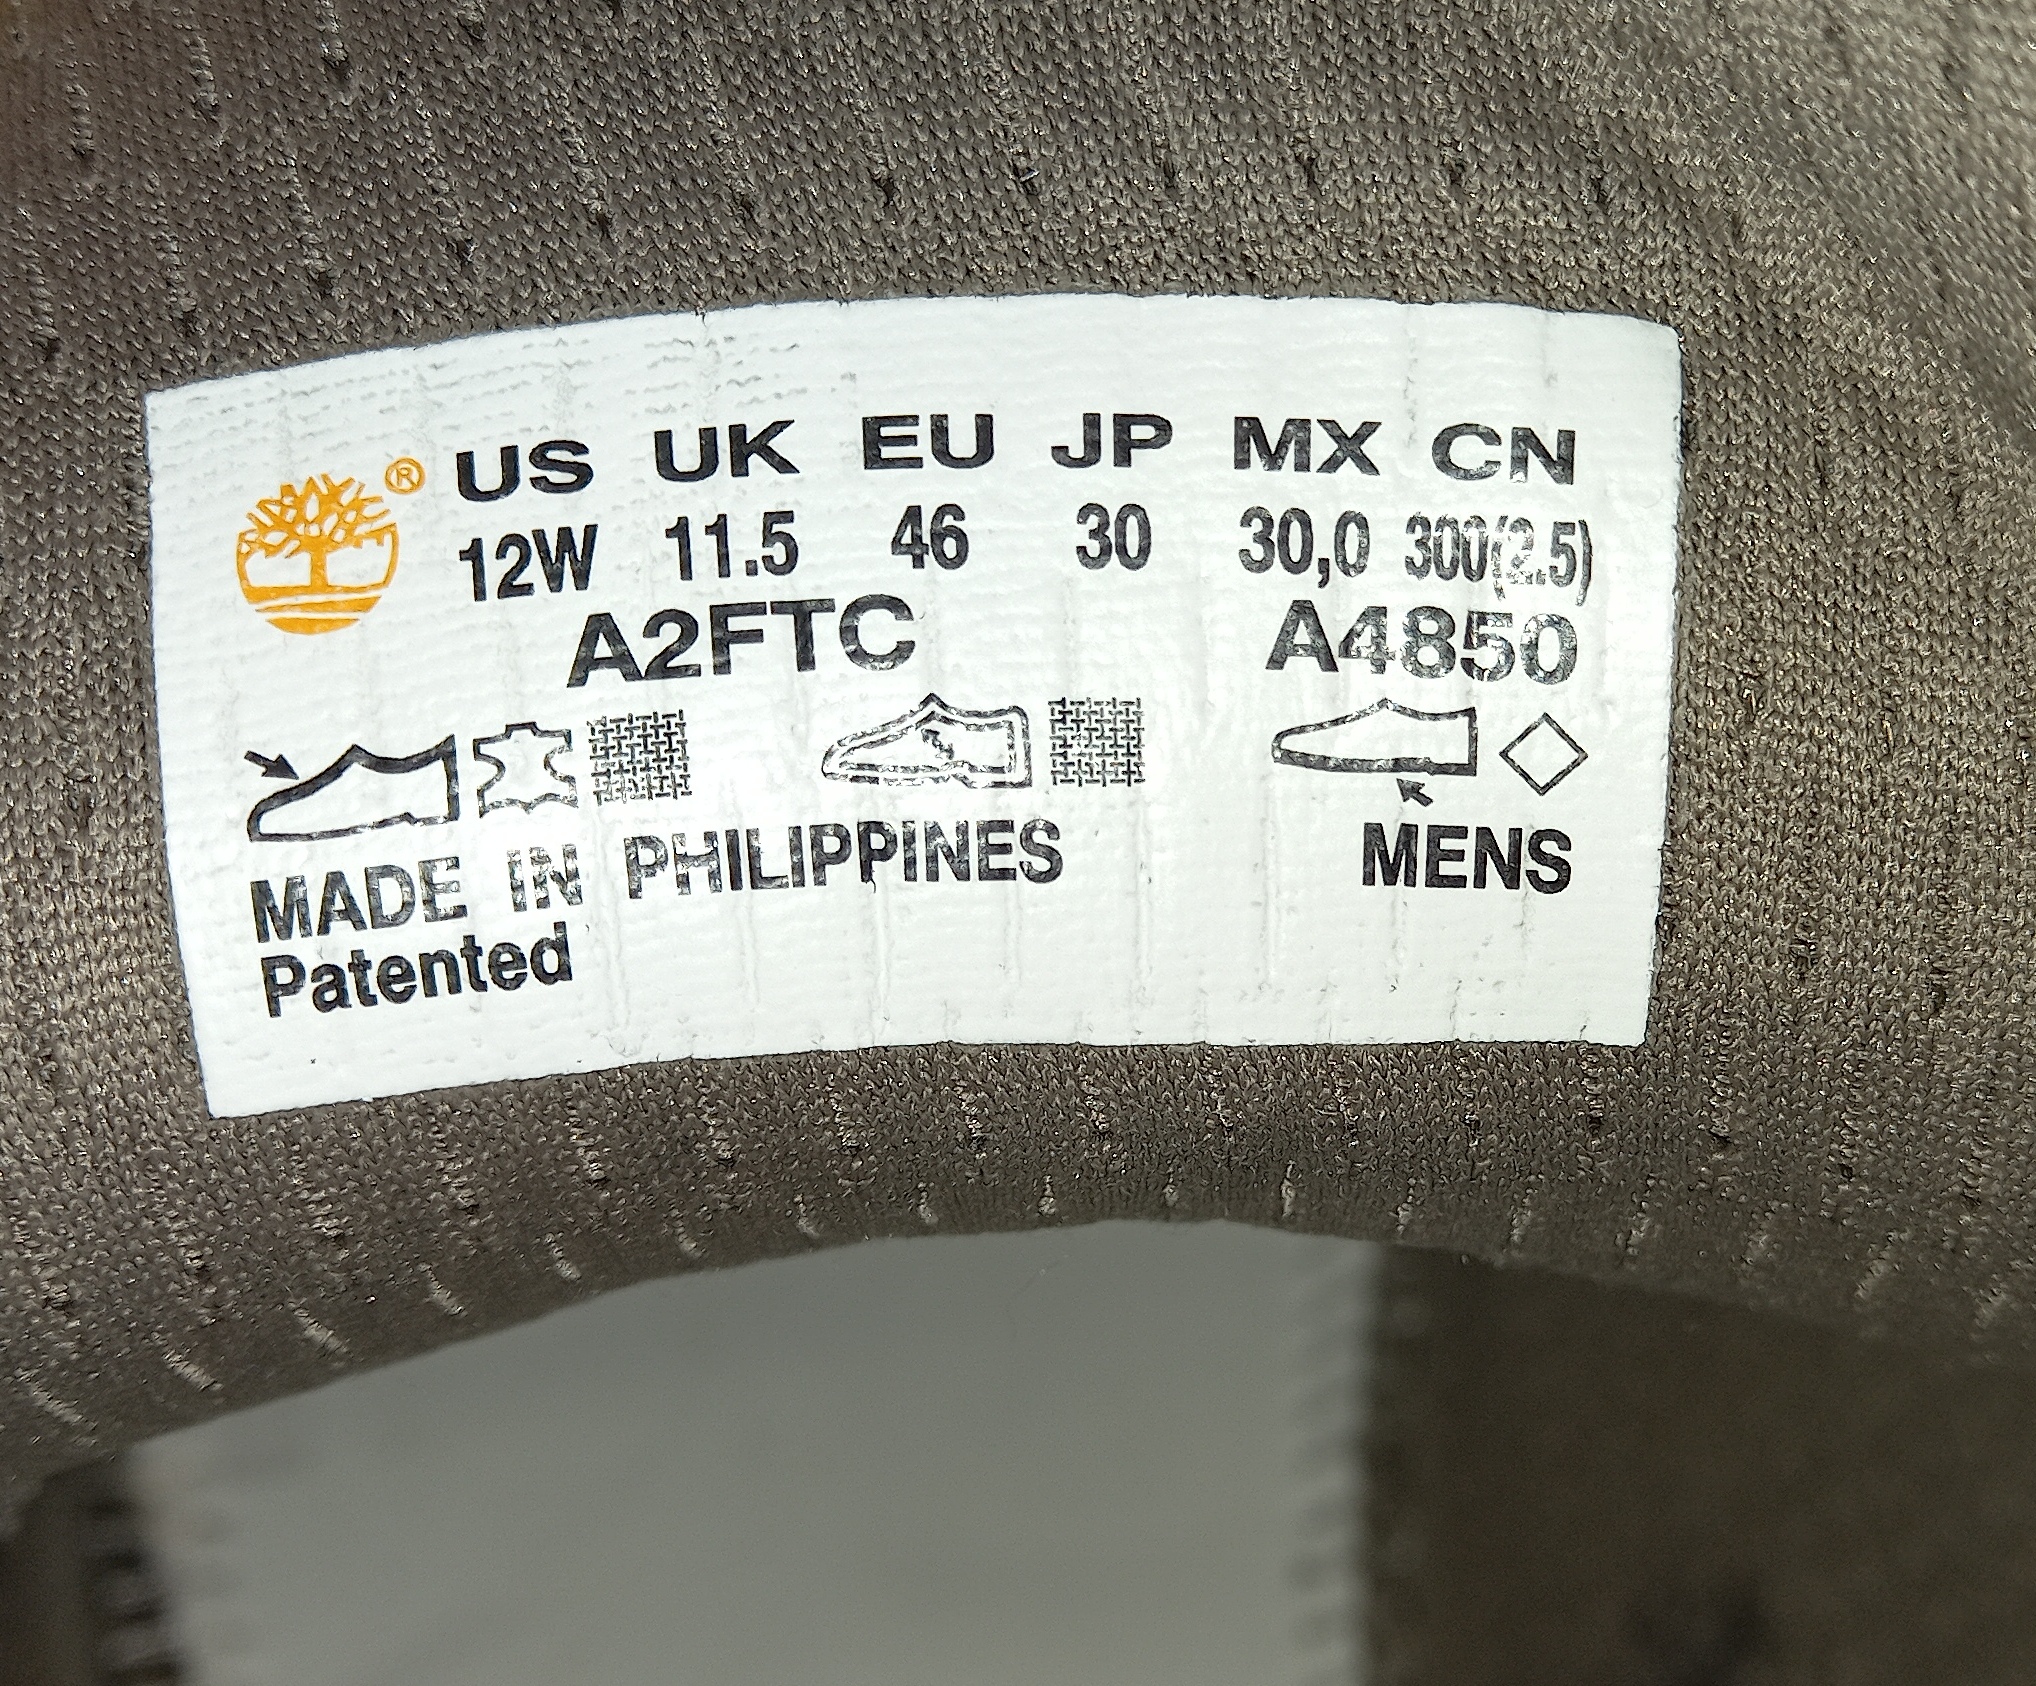 ® US UK EU JP MX CN
12W 11.5 46 30 30,0 300(2.5)
A2FTC A4850
MADE IN PHILIPPINES MENS
Patented